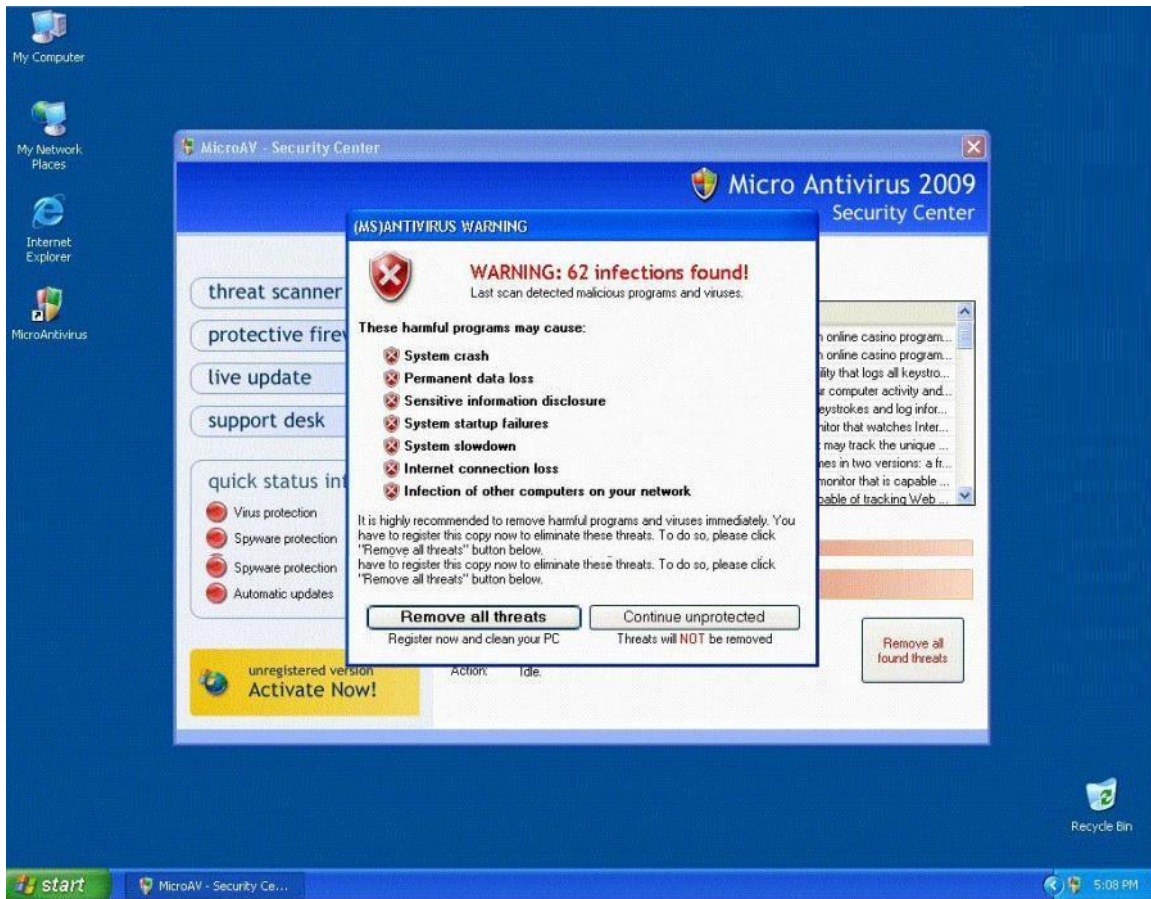 My Computer
My Network
Places
Internet
Explorer
MicroAntivirus
MicroAV - Security Center
Micro Antivirus 2009
Security Center
threat scanner
protective
live update
support desk
quick status
Virus protection
Spyware protection
Spyware protection
Automatic updates
unregistered version
Activate Now!
(MS)ANTIVIRUS WARNING
WARNING: 62 infections found!
Last scan detected malicious programs and viruses.
These harmful programs may cause:
System crash
Permanent data loss
Sensitive information disclosure
System startup failures
System slowdown
Internet connection loss
Infection of other computers on your network
It is highly recommended to remove harmful programs and viruses immediately. You
have to register this copy now to eliminate these threats. To do so, please click
"Remove all threats" button below.
have to register this copy now to eliminate these threats. To do so, please click
"Remove all threats" button below.
Remove all threats
Continue unprotected
Register now and clean your PC
Threats will NOT be removed
online casino program...
online casino program...
that logs all keystro...
computer activity and...
and log infor...
that watches Inter...
may track the unique ...
in two versions: a fr...
monitor that is capable ...
of tracking Web ...
Action: Idle.
Remove all
found threats
Recycle Bin
start
MicroAV - Security Ce...
5:08 PM